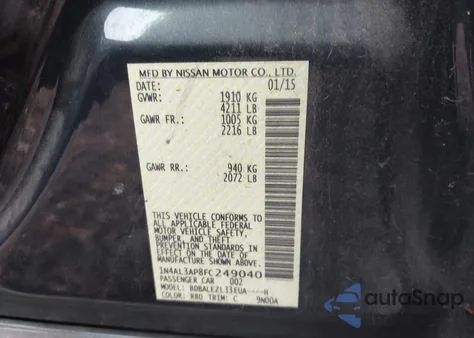 MFD BY NISSAN MOTOR CO., LTD.
DATE: 01/15
GVWR: 1910 KG
4211 LB
GAWR FR.: 1005 KG
2216 LB
GAWR RR.: 940 KG
2072 LB
THIS VEHICLE CONFORMS TO
ALL APPLICABLE FEDERAL
MOTOR VEHICLE SAFETY,
BUMPER, AND THEFT
PREVENTION STANDARDS
IN EFFECT ON THE DATE OF
MANUFACTURE SHOWN ABOVE.
1N4AL3AP8FC249040
PASSENGER CAR 002
MODEL: BDBALEZL33EUA----H
COLOR: KBD TRIM: C 9N00A
autoSnap